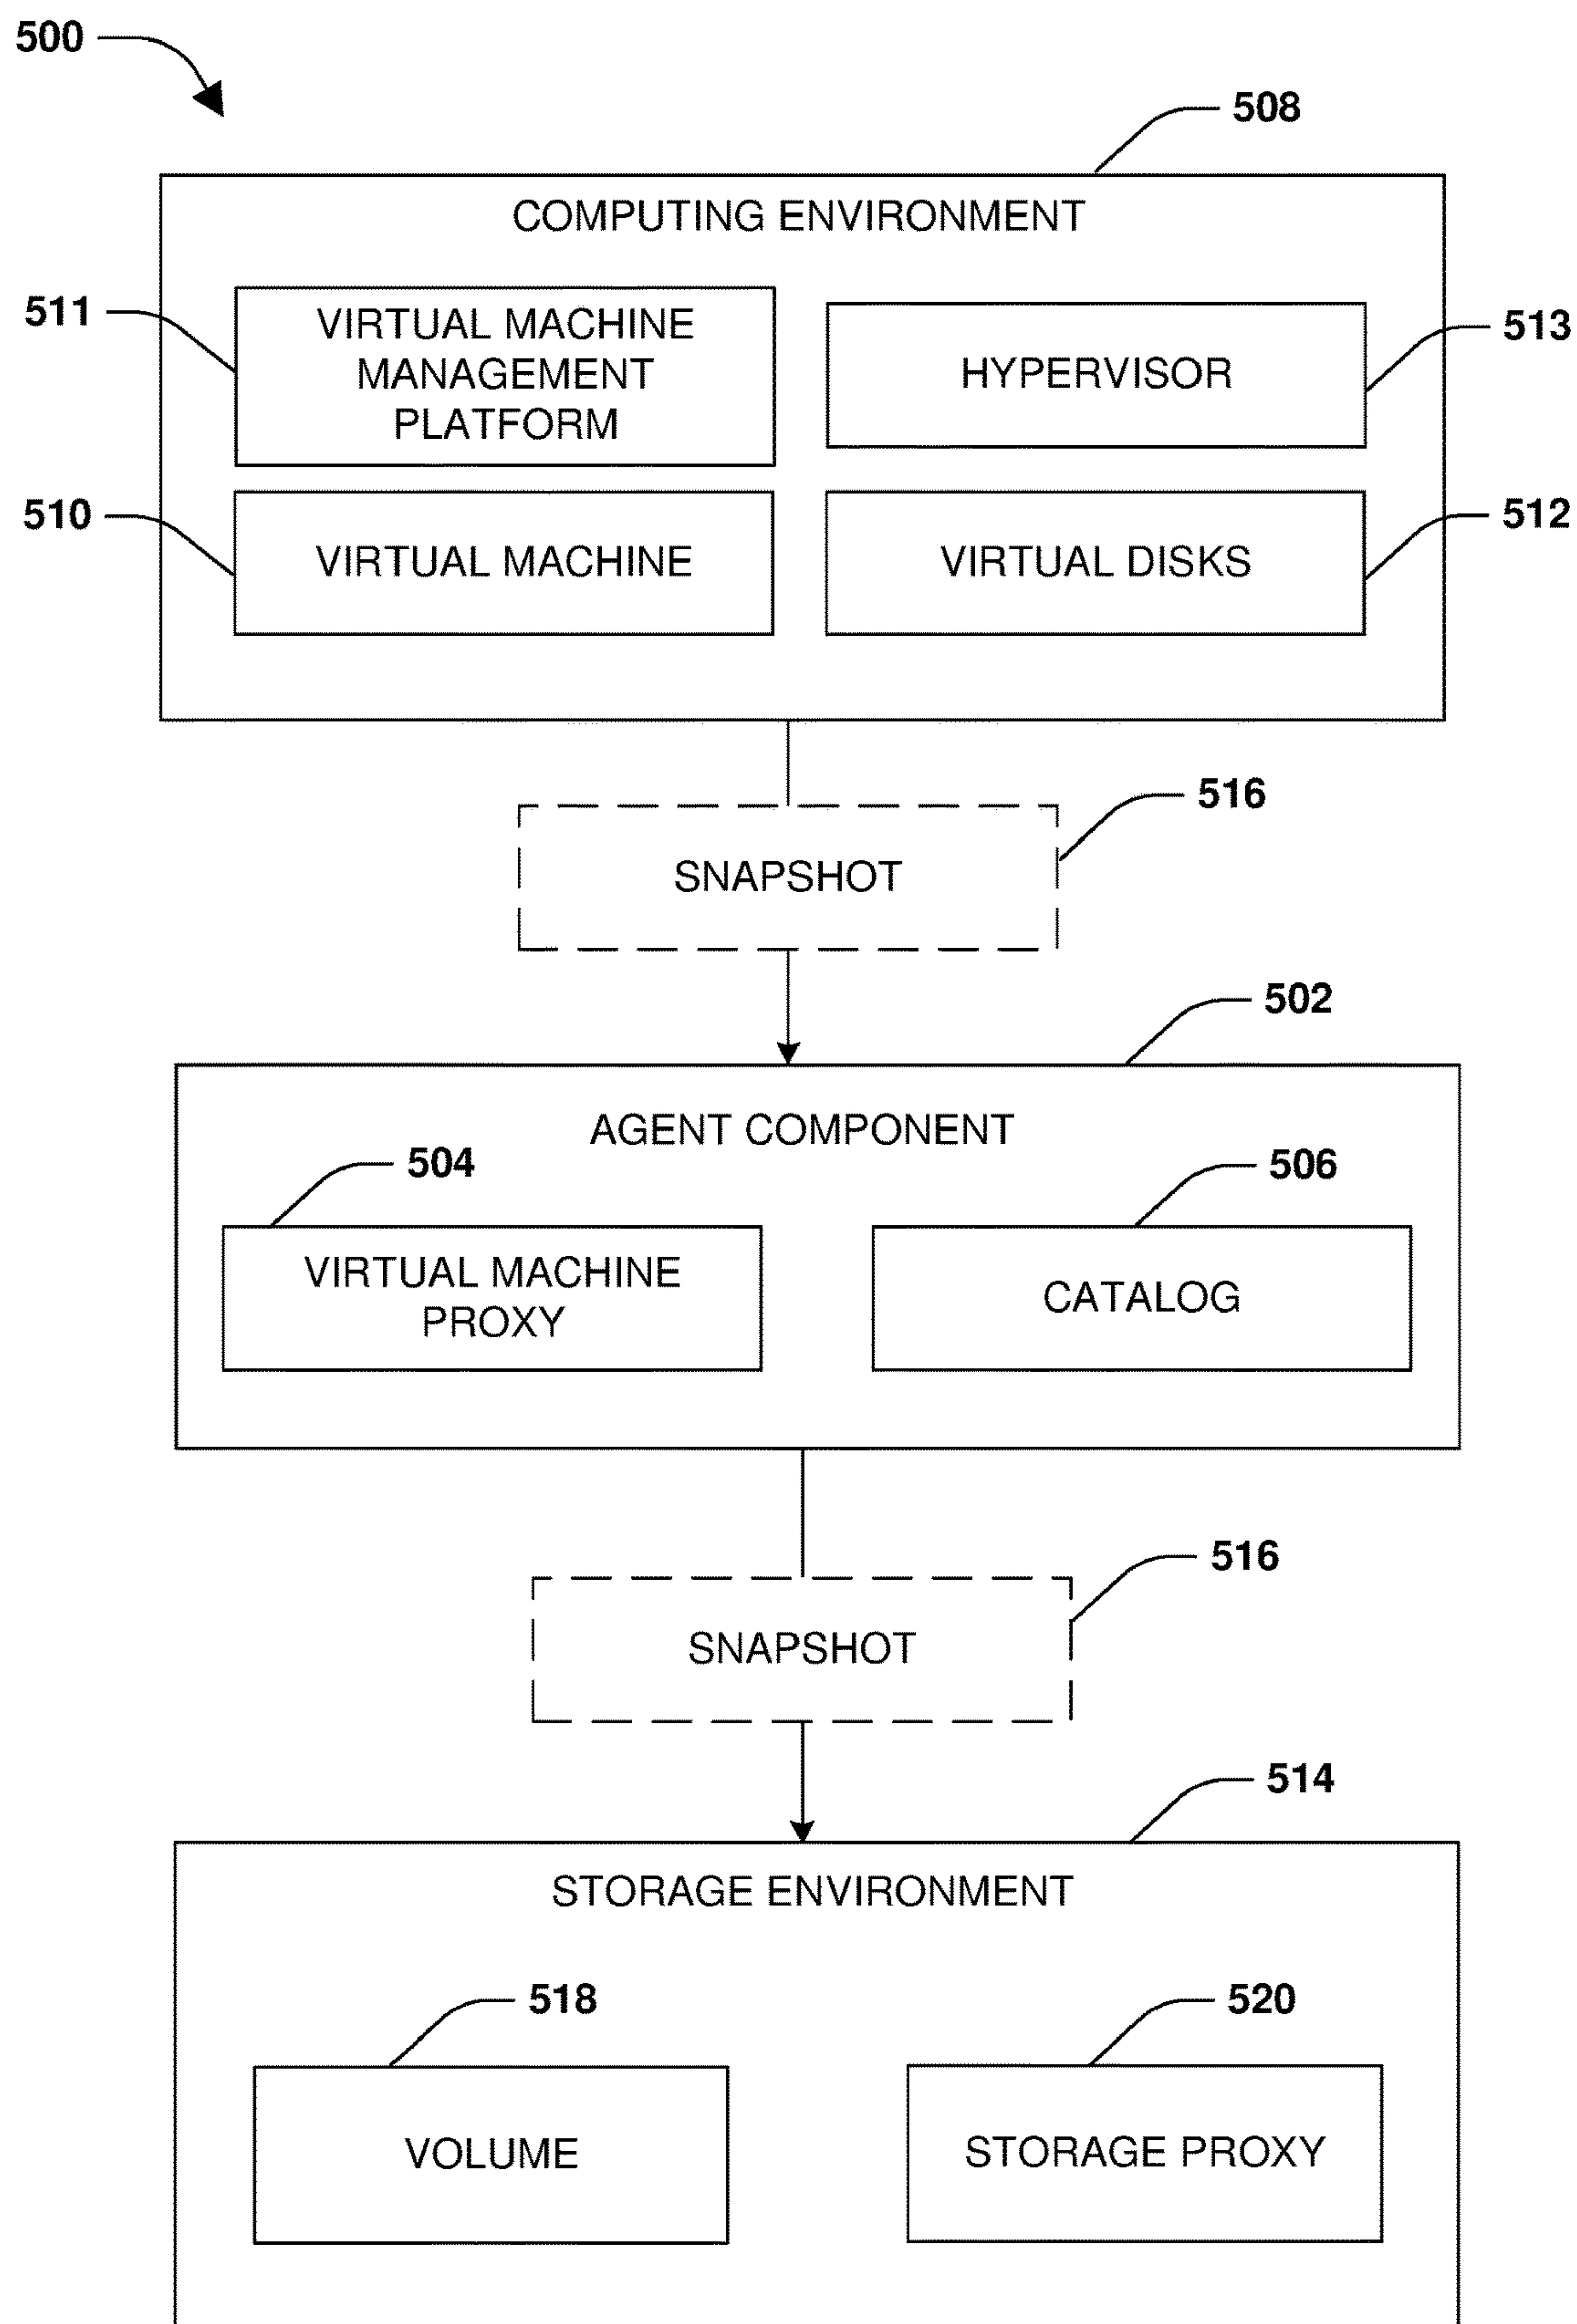 500
508
COMPUTING ENVIRONMENT
511
VIRTUAL MACHINE
MANAGEMENT
PLATFORM
HYPERVISOR
513
510
VIRTUAL MACHINE
VIRTUAL DISKS
512
516
SNAPSHOT
502
AGENT COMPONENT
504
506
VIRTUAL MACHINE
PROXY
CATALOG
516
SNAPSHOT
514
STORAGE ENVIRONMENT
518
520
VOLUME
STORAGE PROXY